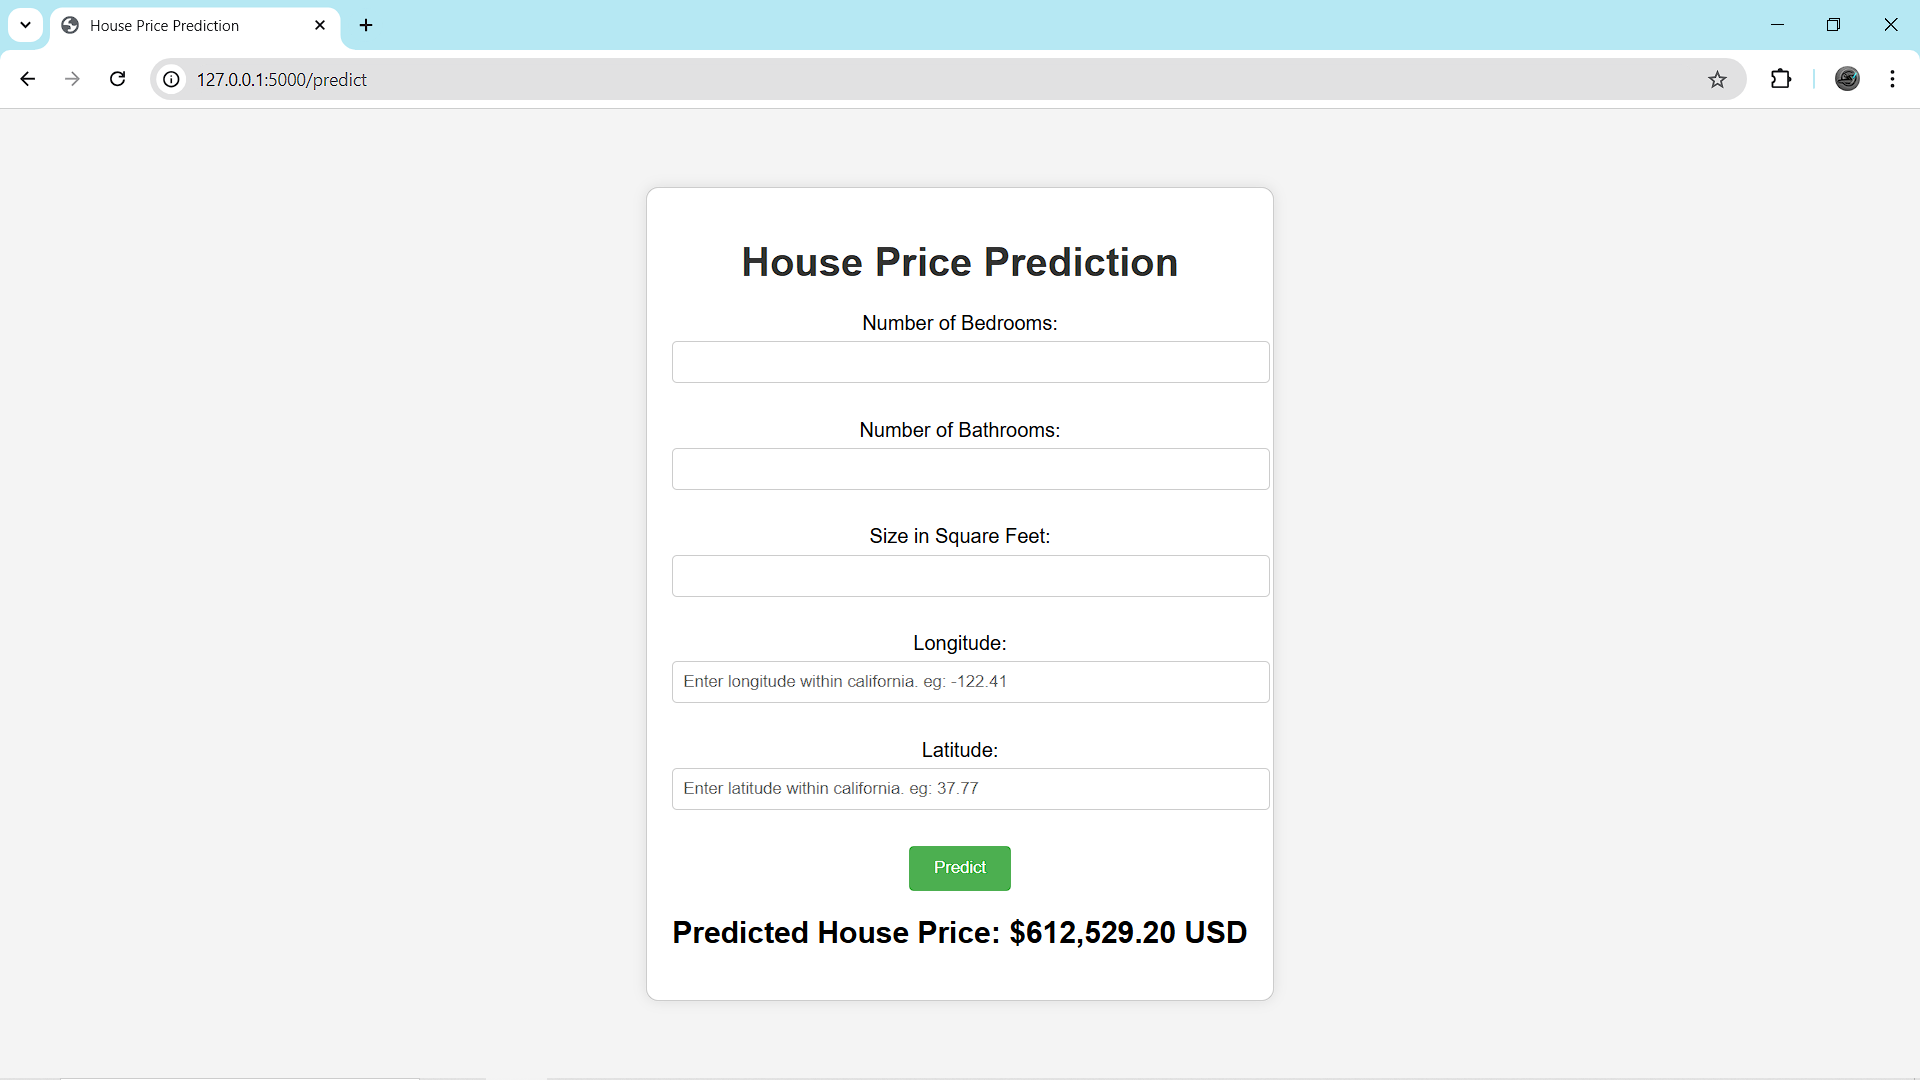 House Price Prediction
127.0.0.1:5000/predict
House Price Prediction
Number of Bedrooms:
Number of Bathrooms:
Size in Square Feet:
Longitude:
Enter longitude within california. eg: -122.41
Latitude:
Enter latitude within california. eg: 37.77
Predict
Predicted House Price: $612,529.20 USD